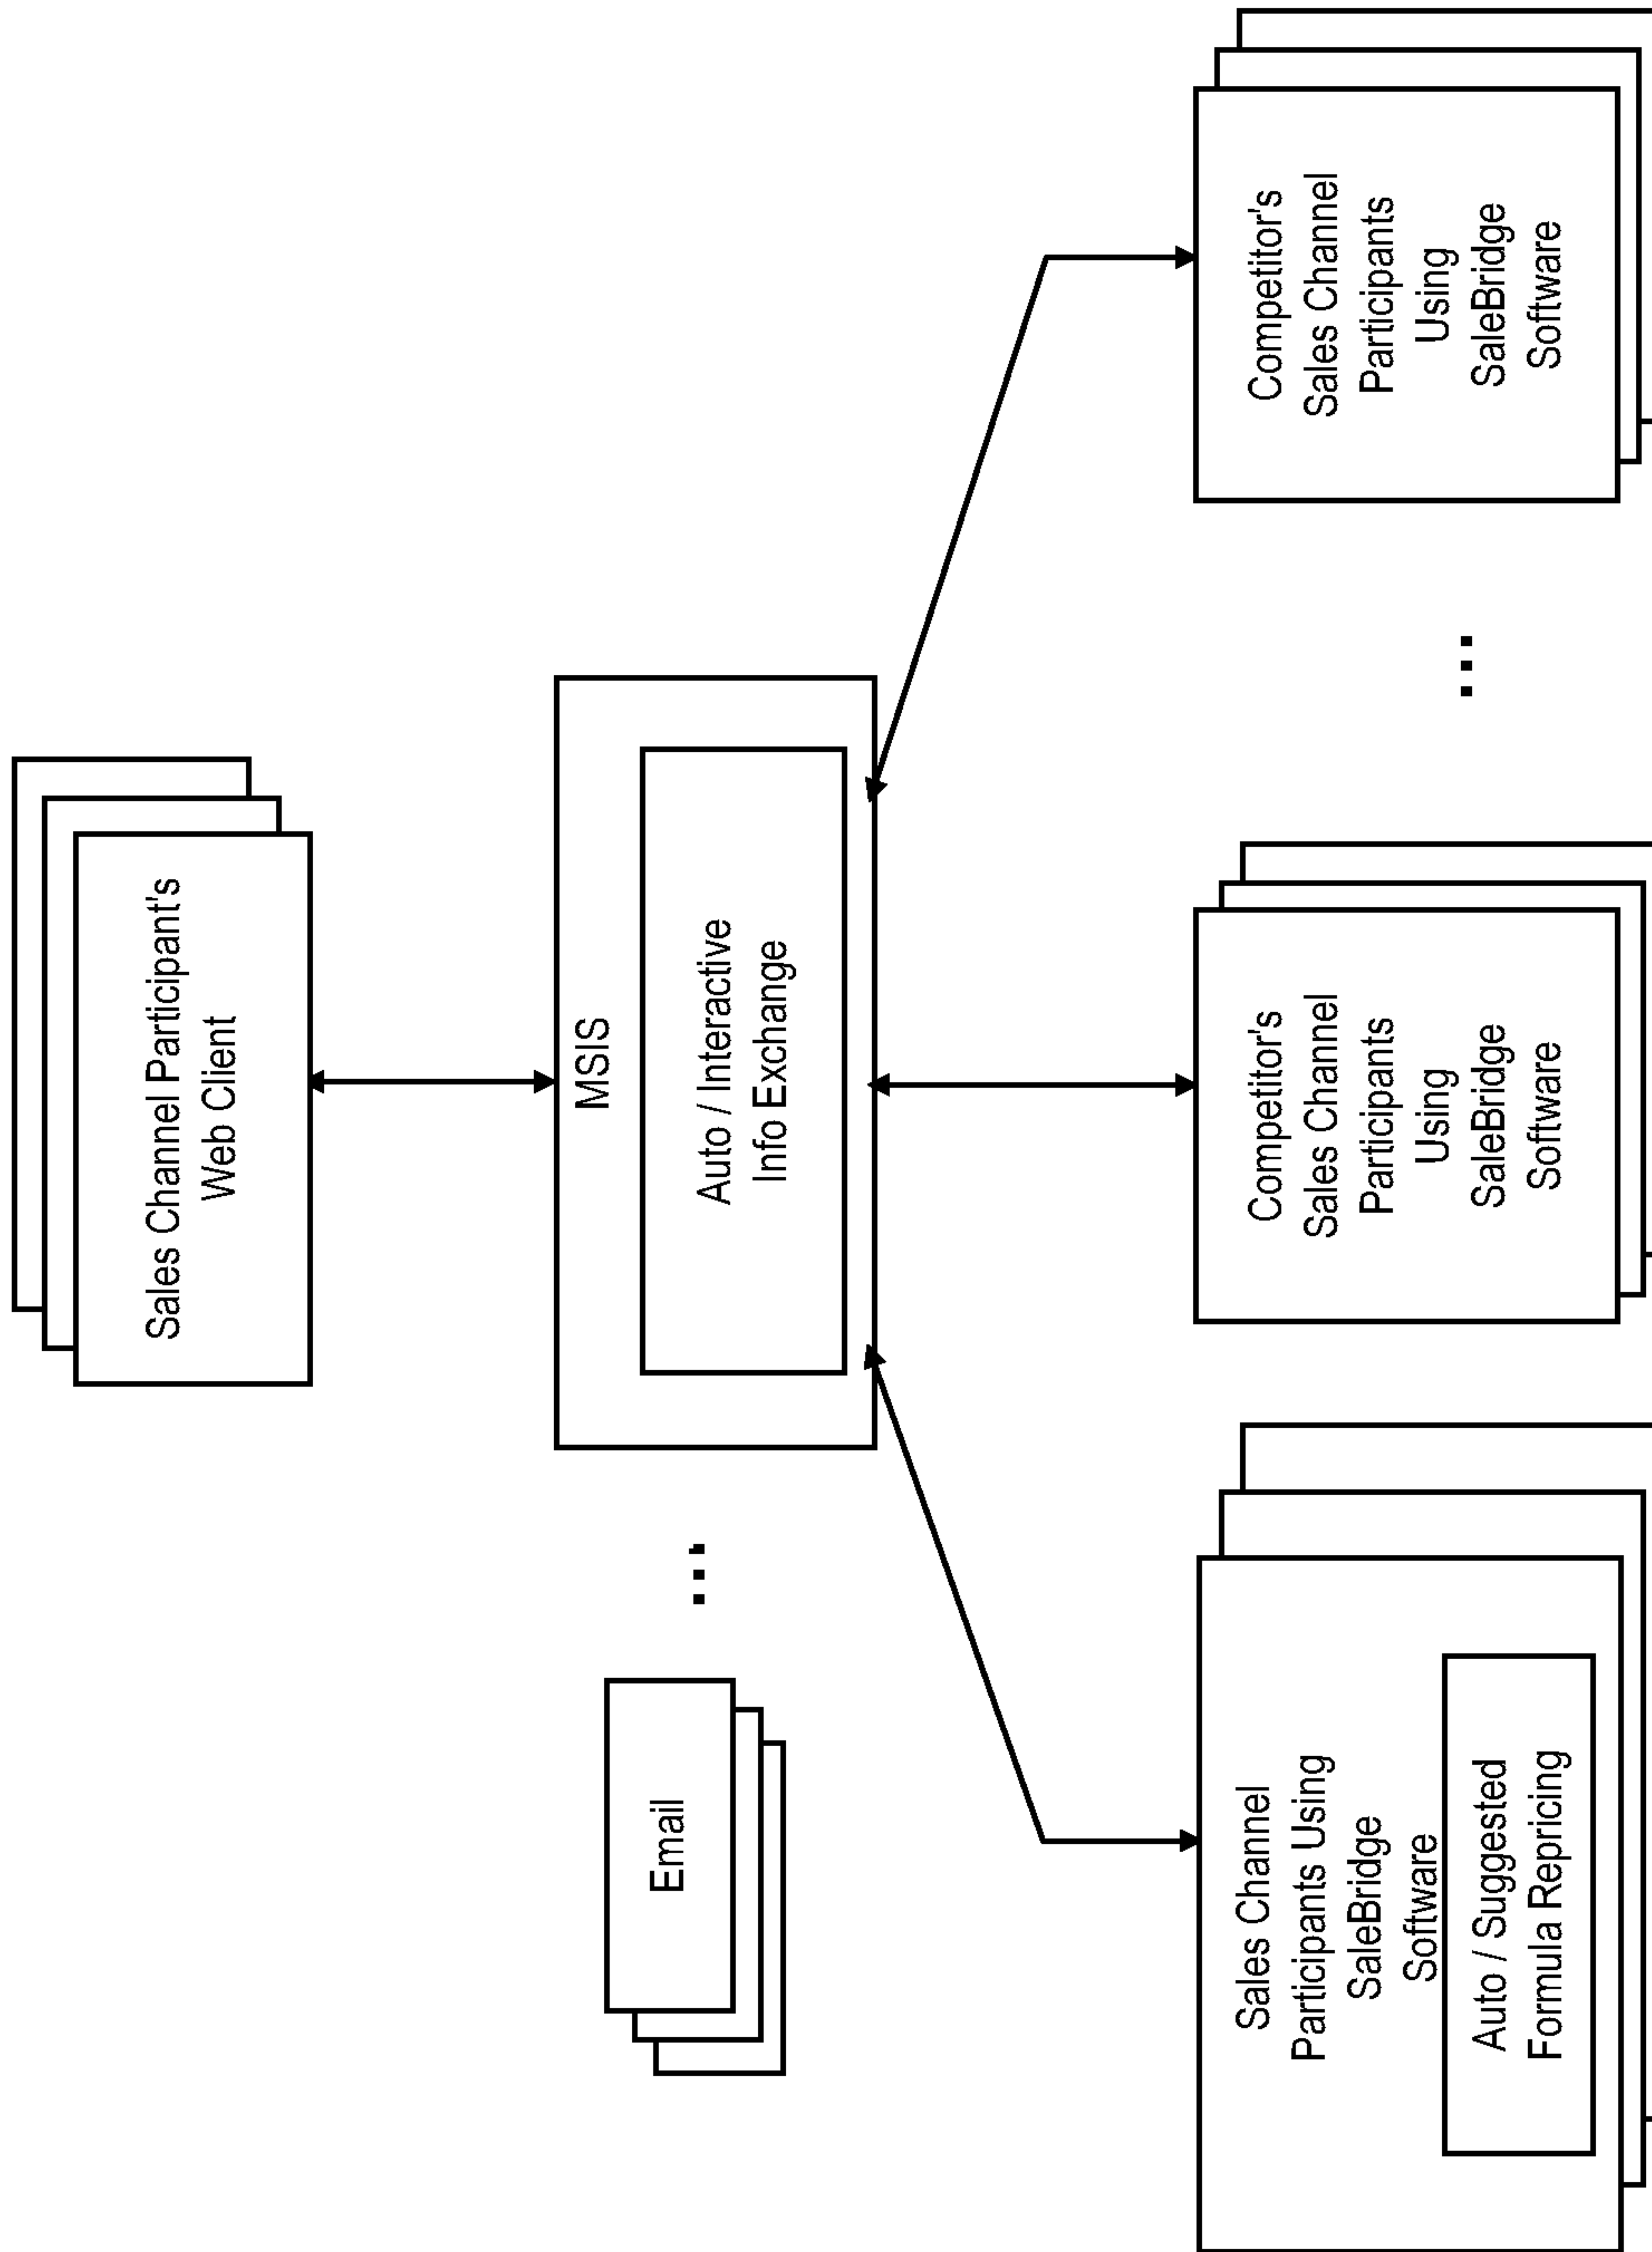 Sales Channel Participant's
Web Client
Email
...
MSIS
Auto / Interactive
Info Exchange
Sales Channel
Participants Using
SaleBridge
Software
Auto / Suggested
Formula Repricing
Competitor's
Sales Channel
Participants
Using
SaleBridge
Software
...
Competitor's
Sales Channel
Participants
Using
SaleBridge
Software